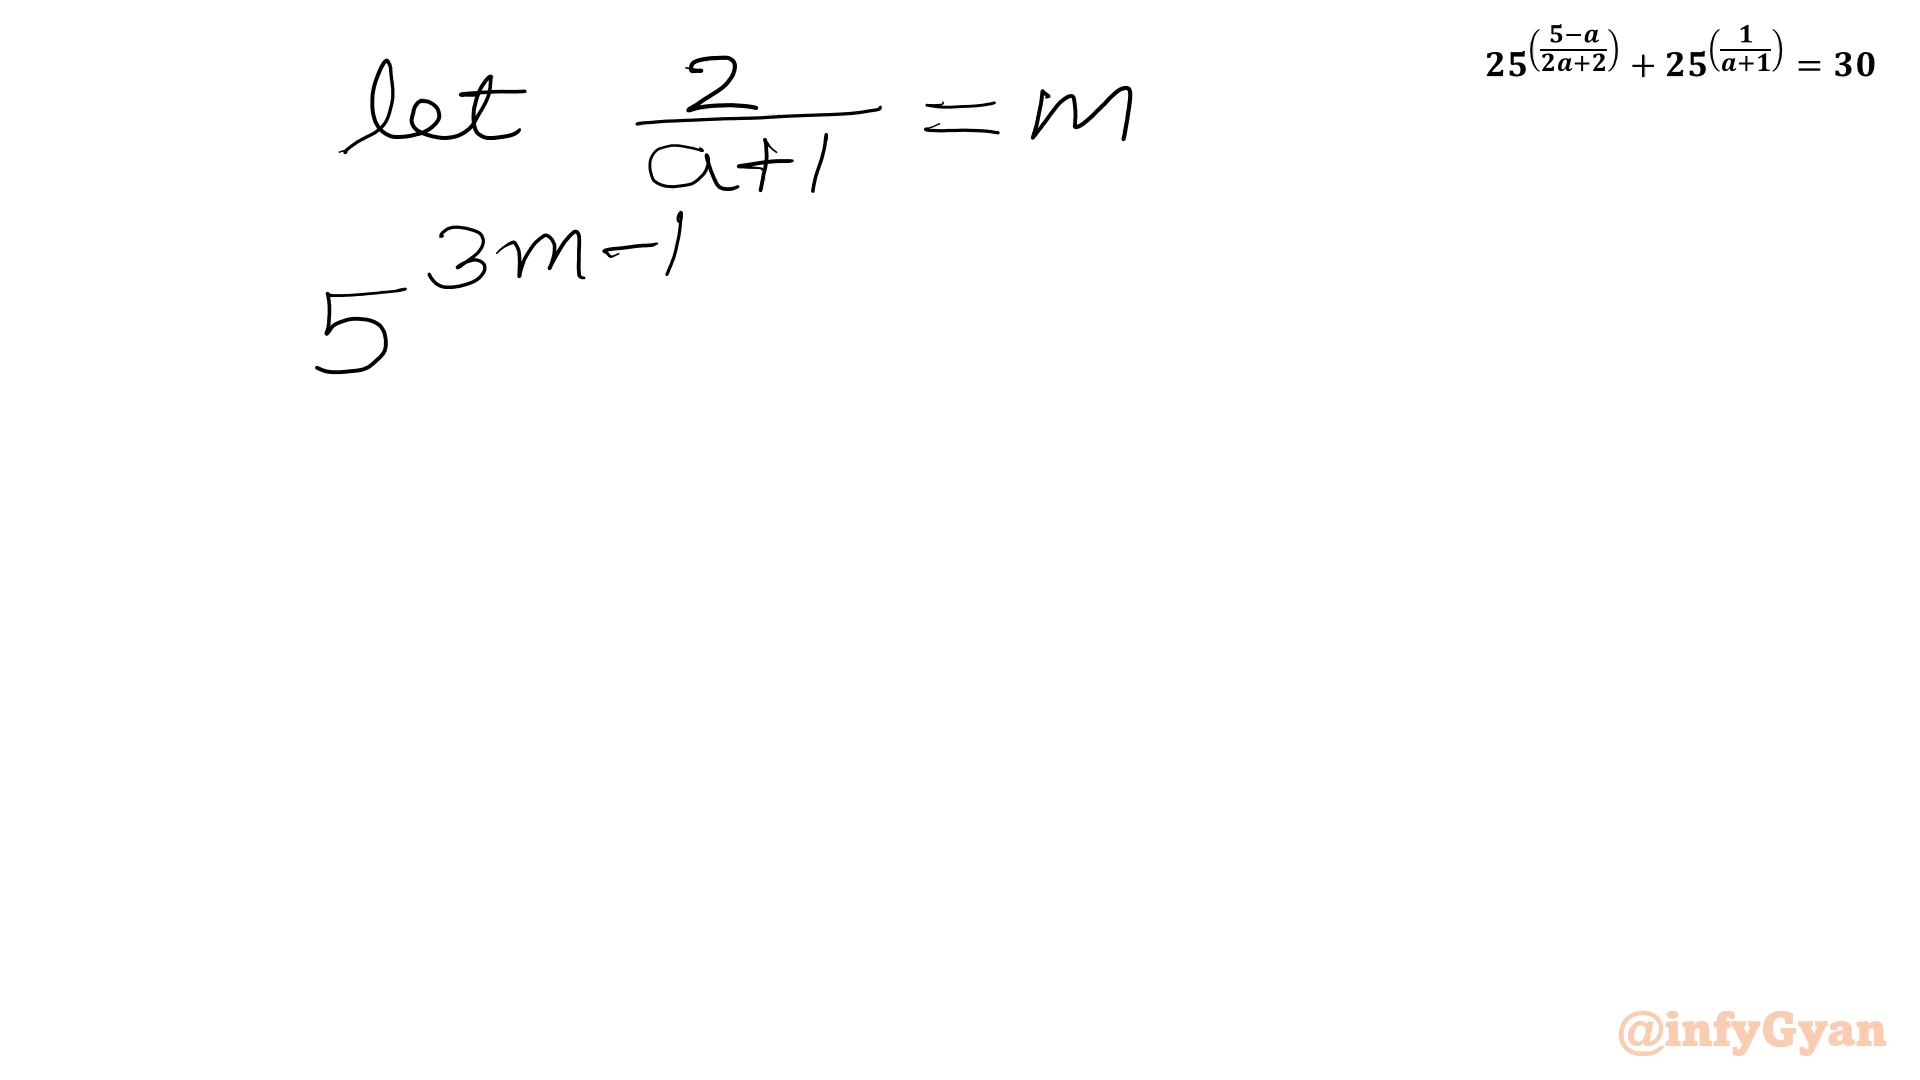 let 2/(a+1) = m
25^((5-a)/(2a+2)) + 25^(1/(a+1)) = 30
5^(3m-1)
@infyGyan